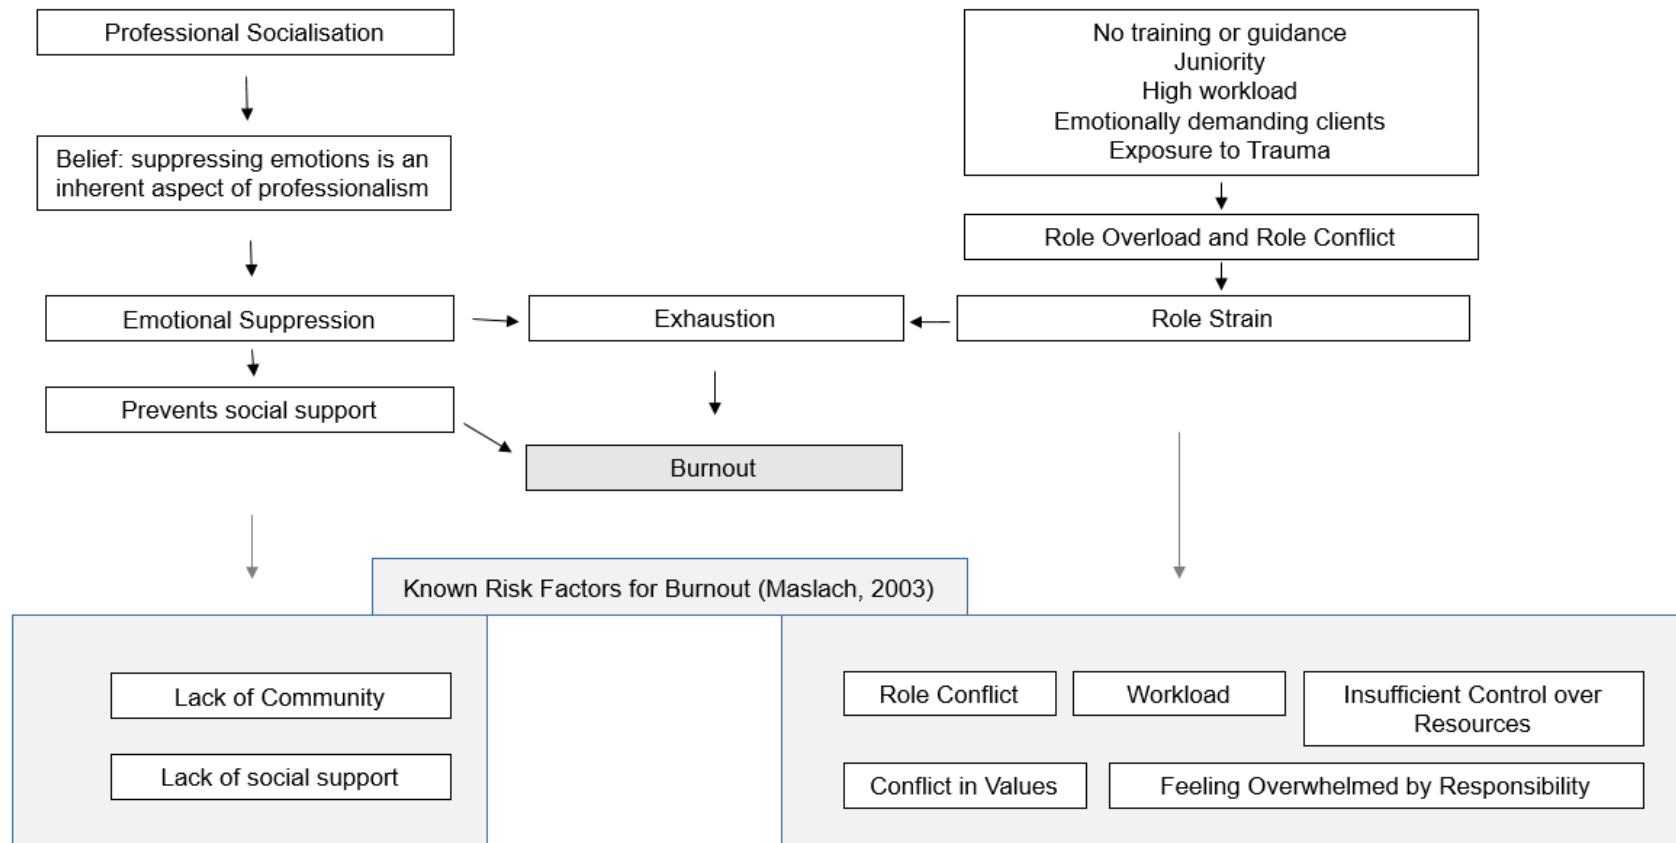 Professional Socialisation
No training or guidance
Juniority
High workload
Emotionally demanding clients
Exposure to Trauma
Belief: suppressing emotions is an
inherent aspect of professionalism
Role Overload and Role Conflict
Emotional Suppression
Exhaustion
Role Strain
Prevents social support
Burnout
Known Risk Factors for Burnout (Maslach, 2003)
Lack of Community
Lack of social support
Role Conflict
Workload
Insufficient Control over
Resources
Conflict in Values
Feeling Overwhelmed by Responsibility